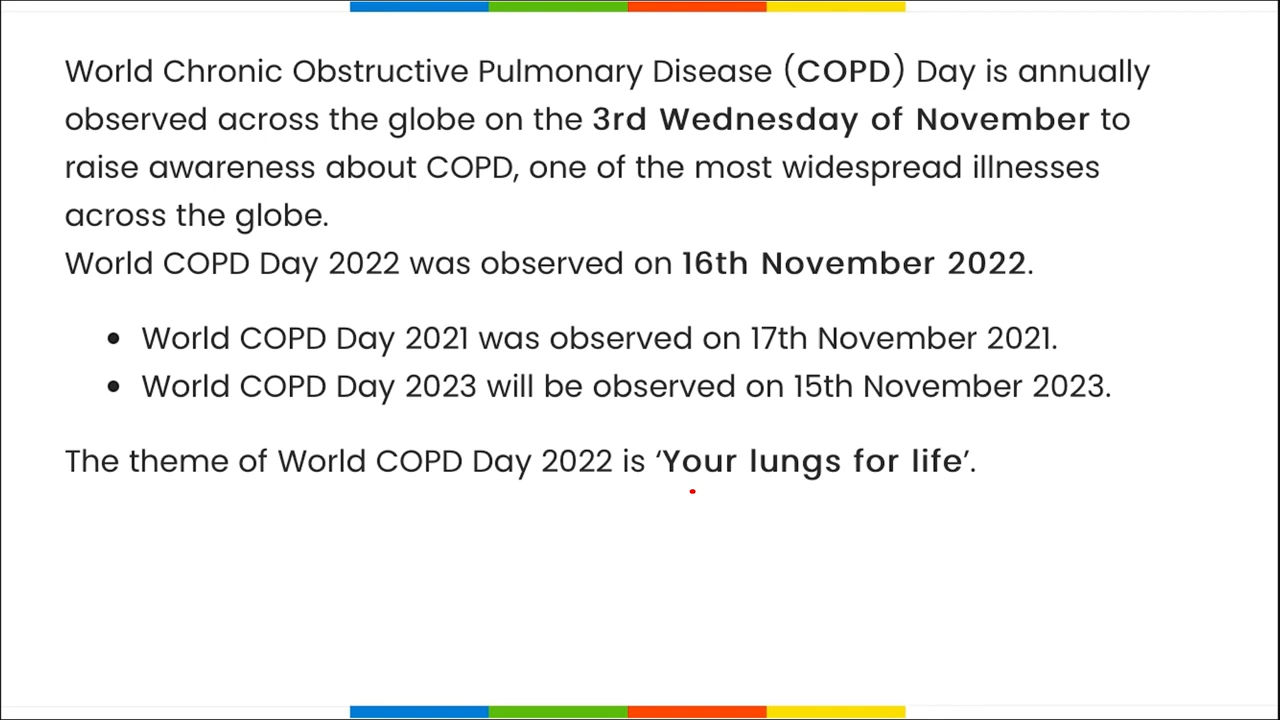 World Chronic Obstructive Pulmonary Disease (COPD) Day is annually
observed across the globe on the 3rd Wednesday of November to
raise awareness about COPD, one of the most widespread illnesses
across the globe.
World COPD Day 2022 was observed on 16th November 2022.
• World COPD Day 2021 was observed on 17th November 2021.
• World COPD Day 2023 will be observed on 15th November 2023.
The theme of World COPD Day 2022 is ‘Your lungs for life’.